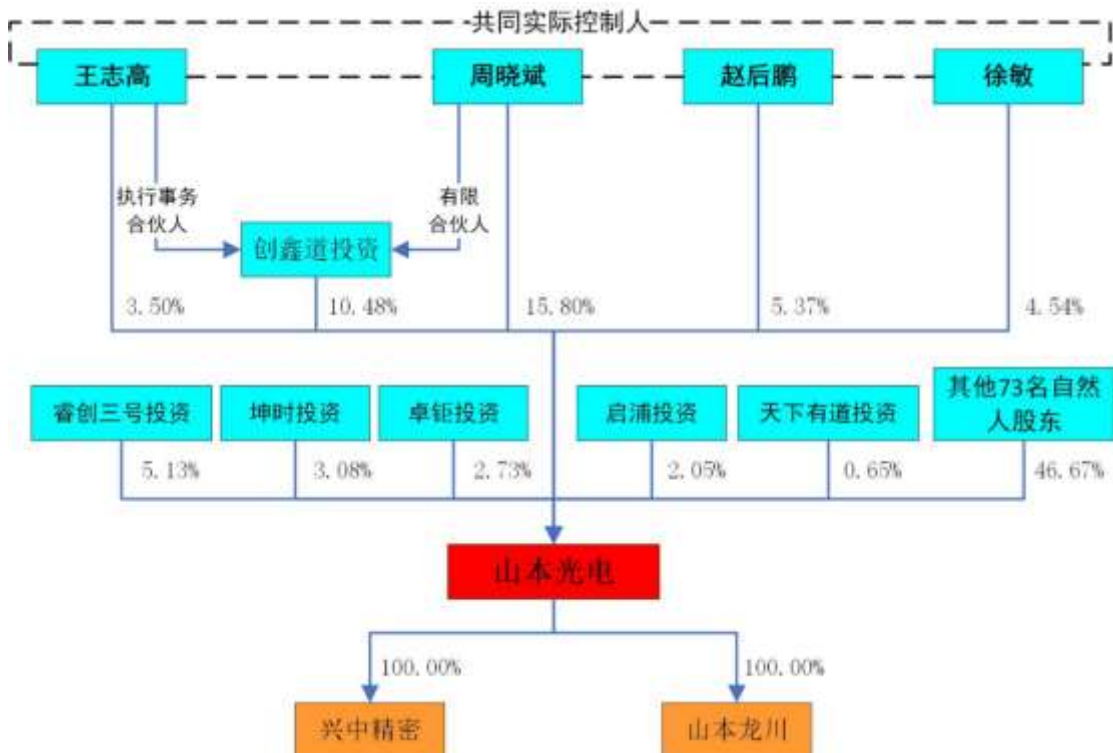 共同实际控制人
王志高
周晓斌
赵后鹏
徐敏
执行事务
合伙人
有限
合伙人
创鑫道投资
3.50%
10.48%
15.80%
5.37%
4.54%
睿创三号投资
坤时投资
卓钜投资
启浦投资
天下有道投资
其他73名自然
人股东
5.13%
3.08%
2.73%
2.05%
0.65%
46.67%
山本光电
100.00%
100.00%
兴中精密
山本龙川